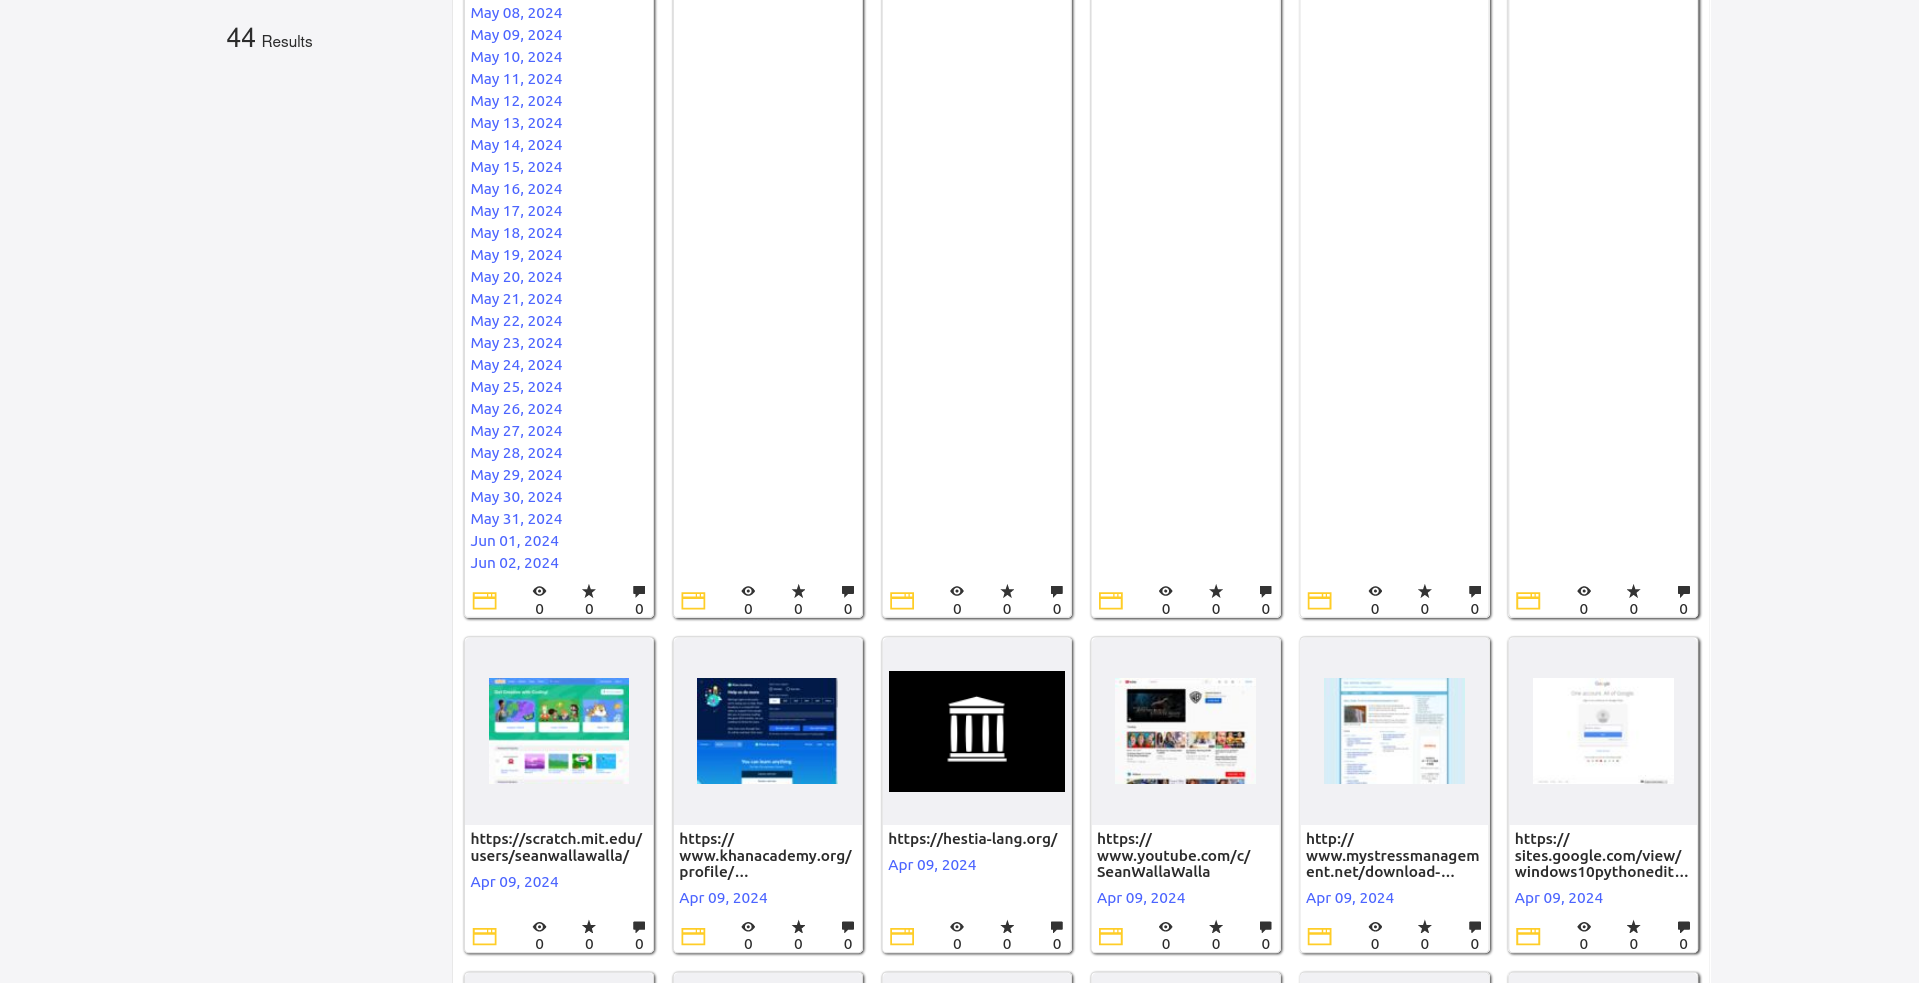 44 Results
May 08, 2024
May 09, 2024
May 10, 2024
May 11, 2024
May 12, 2024
May 13, 2024
May 14, 2024
May 15, 2024
May 16, 2024
May 17, 2024
May 18, 2024
May 19, 2024
May 20, 2024
May 21, 2024
May 22, 2024
May 23, 2024
May 24, 2024
May 25, 2024
May 26, 2024
May 27, 2024
May 28, 2024
May 29, 2024
May 30, 2024
May 31, 2024
Jun 01, 2024
Jun 02, 2024
0 0 0
0 0 0
0 0 0
0 0 0
0 0 0
0 0 0
https://scratch.mit.edu/
users/seanwallawalla/
Apr 09, 2024
0 0 0
https://
www.khanacademy.org/
profile/...
Apr 09, 2024
0 0 0
https://hestia-lang.org/
Apr 09, 2024
0 0 0
https://
www.youtube.com/c/
SeanWallaWalla
Apr 09, 2024
0 0 0
http://
www.mystressmanagem
ent.net/download-...
Apr 09, 2024
0 0 0
https://
sites.google.com/view/
windows10pythonedit...
Apr 09, 2024
0 0 0